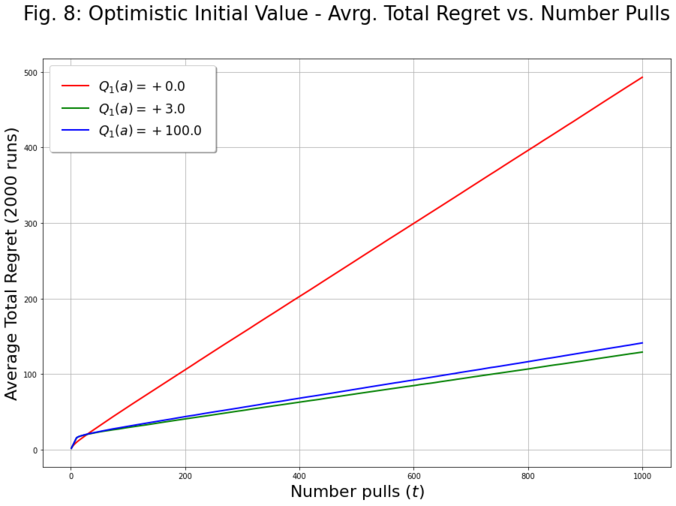 Fig. 8: Optimistic Initial Value - Avrg. Total Regret vs. Number Pulls
Q₁(a) = +0.0
Q₁(a) = +3.0
Q₁(a) = +100.0
Average Total Regret (2000 runs)
500
400
300
200
100
0
0 200 400 600 800 1000
Number pulls (t)